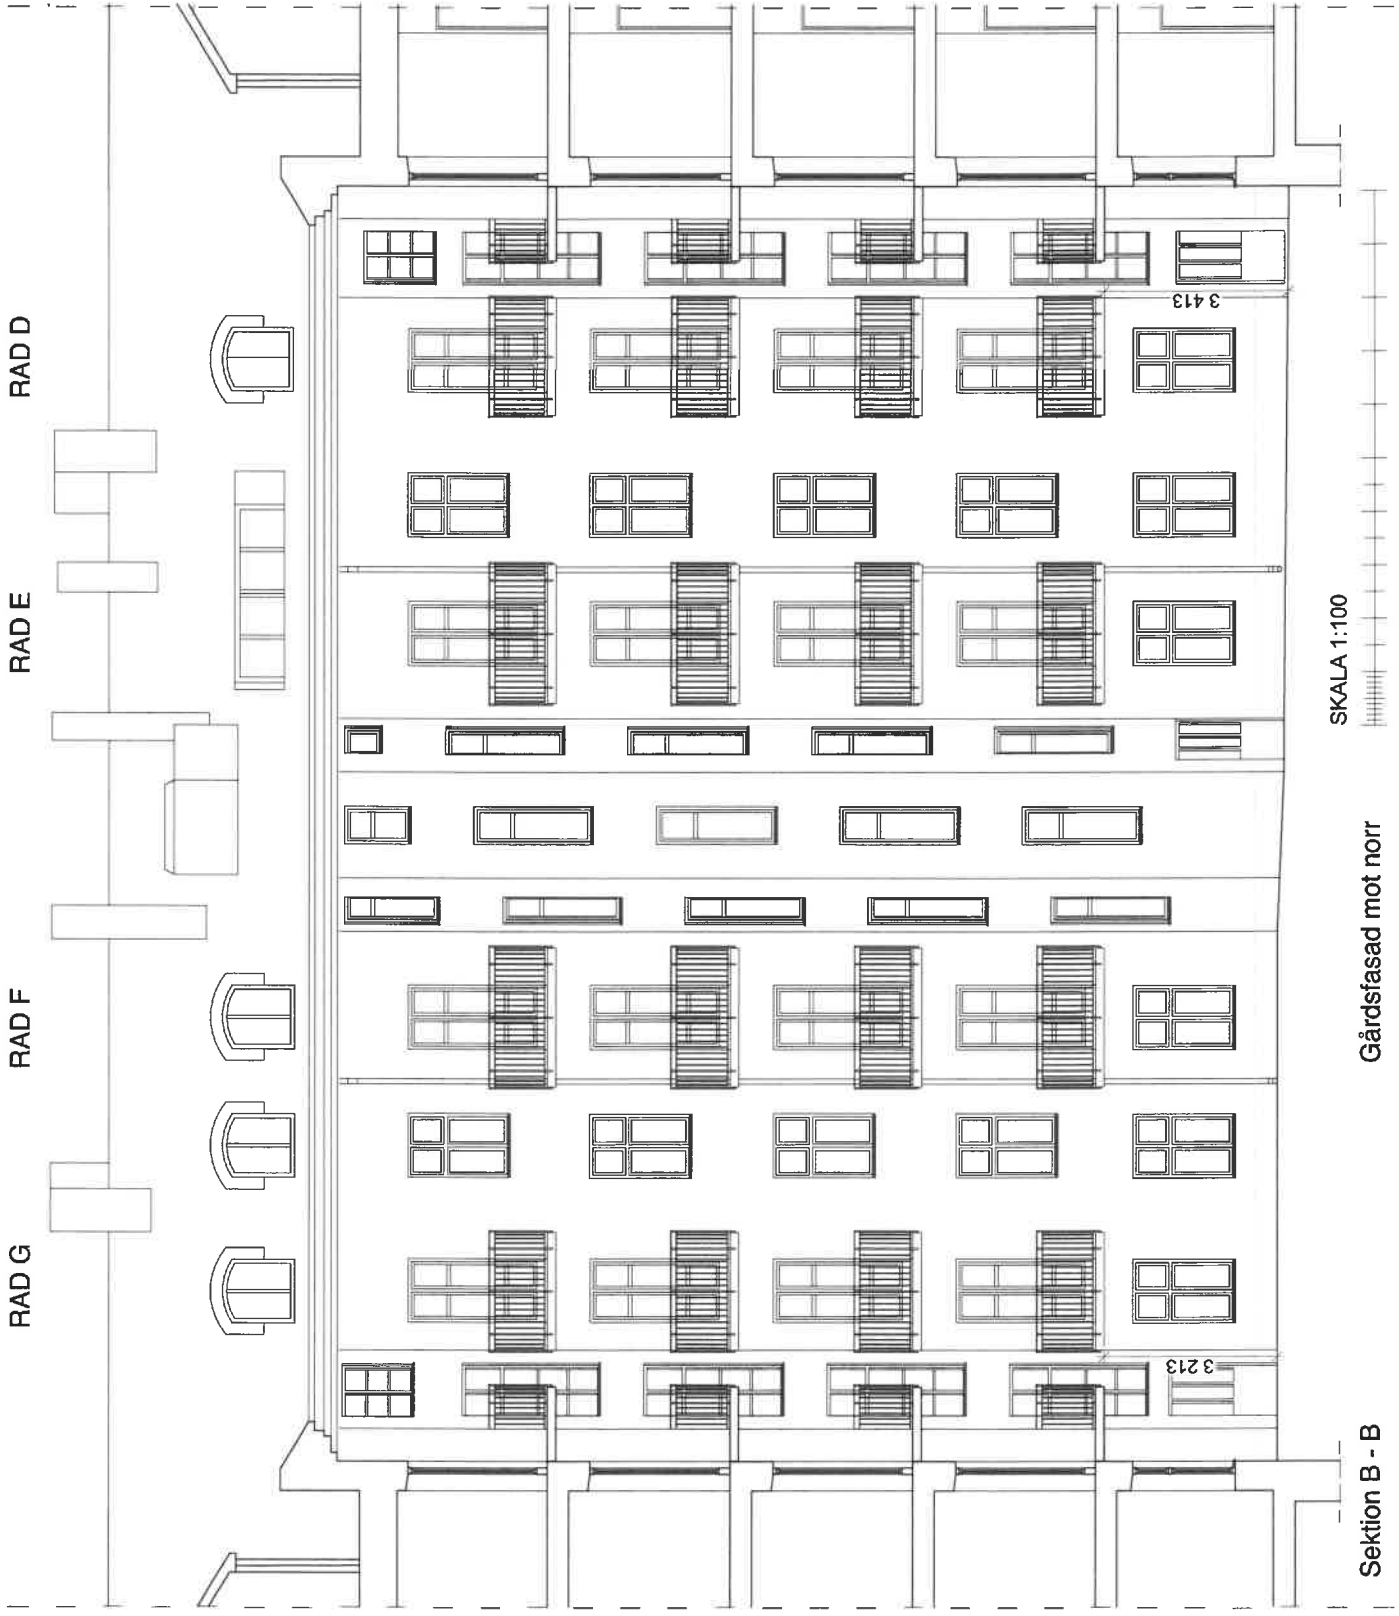 RAD G
RAD F
RAD E
RAD D
3 213
3 413
SKALA 1:100
Sektion B - B
Gårdsfasad mot norr